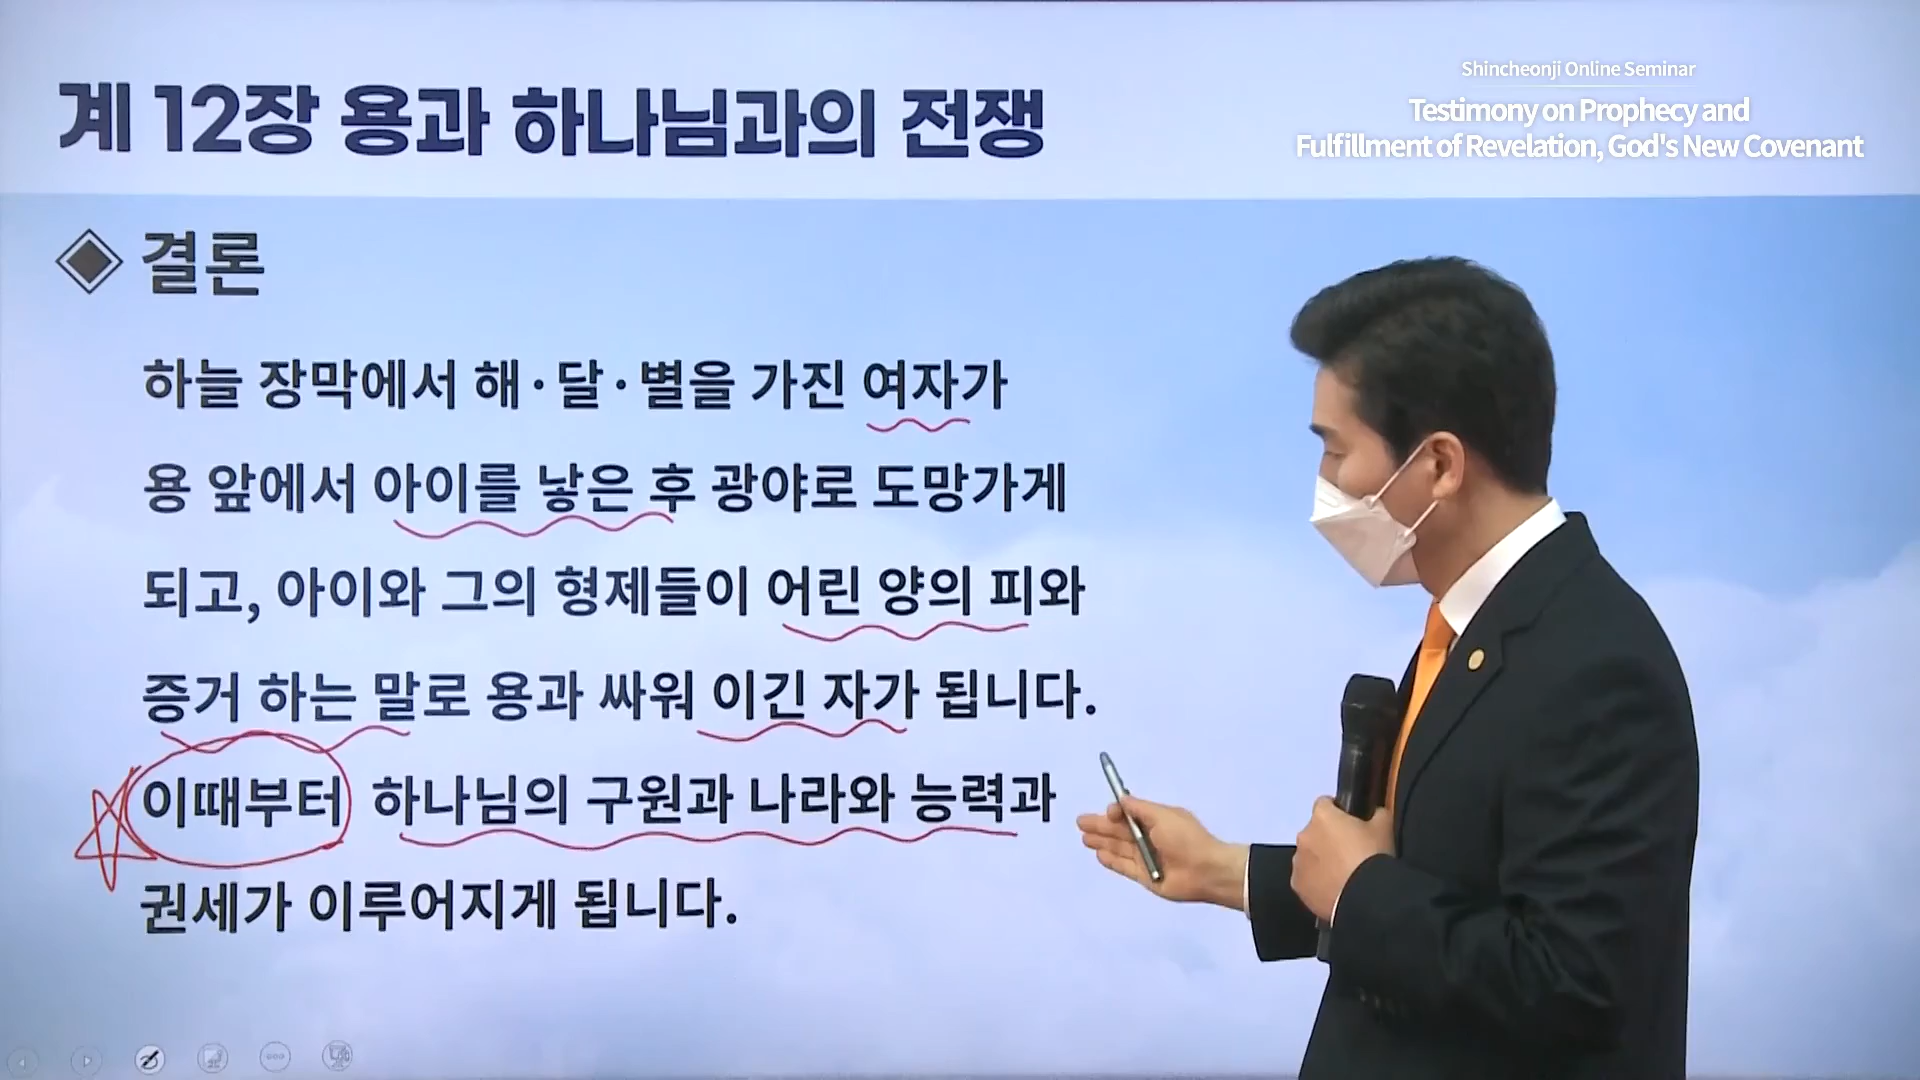 계 12장 용과 하나님과의 전쟁
Shincheonji Online Seminar
Testimony on Prophecy and
Fulfillment of Revelation, God's New Covenant
결론
하늘 장막에서 해·달·별을 가진 여자가
용 앞에서 아이를 낳은 후 광야로 도망가게
되고, 아이와 그의 형제들이 어린 양의 피와
증거 하는 말로 용과 싸워 이긴 자가 됩니다.
이때부터 하나님의 구원과 나라와 능력과
권세가 이루어지게 됩니다.